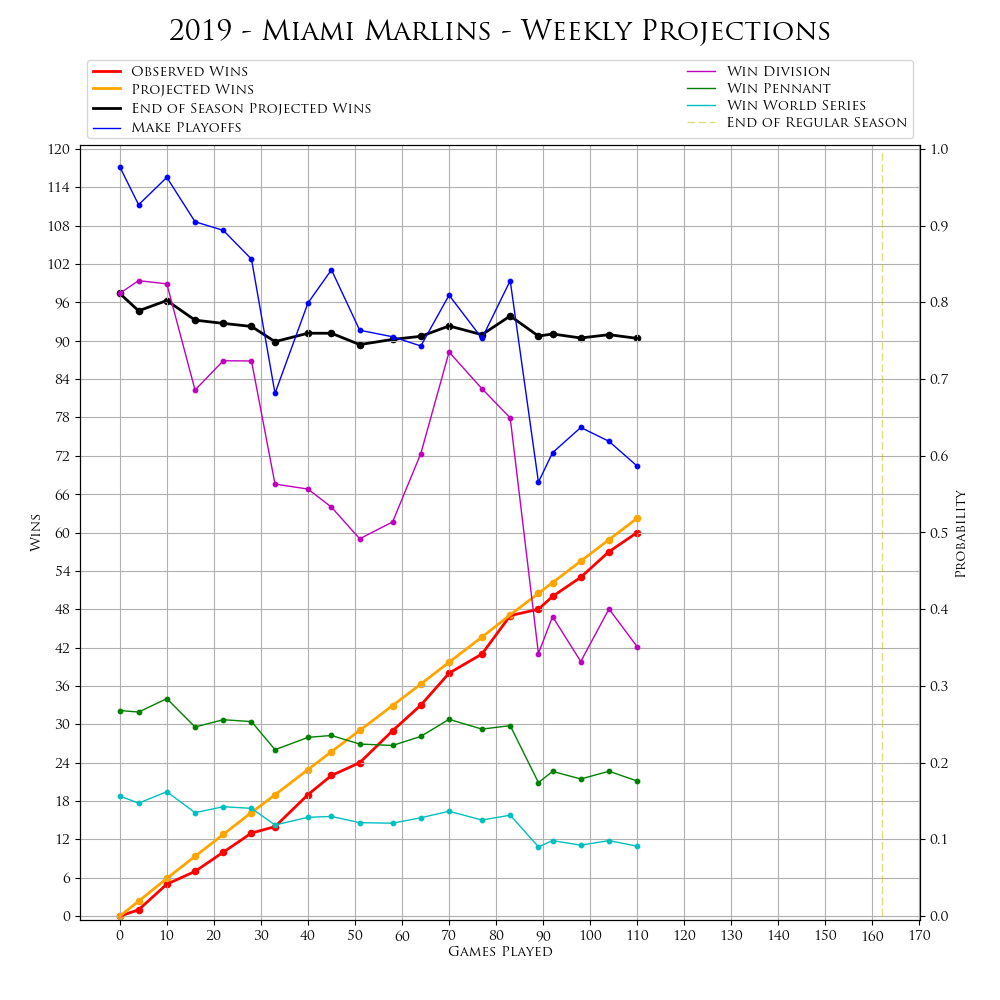 2019 - Miami Marlins - Weekly Projections
Observed Wins
Projected Wins
End of Season Projected Wins
Make Playoffs
Win Division
Win Pennant
Win World Series
End of Regular Season
120
114
108
102
96
90
84
78
72
66
60
54
48
42
36
30
24
18
12
6
0
Wins
1.0
0.9
0.8
0.7
0.6
0.5
0.4
0.3
0.2
0.1
0.0
Probability
0 10 20 30 40 50 60 70 80 90 100 110 120 130 140 150 160 170
Games Played